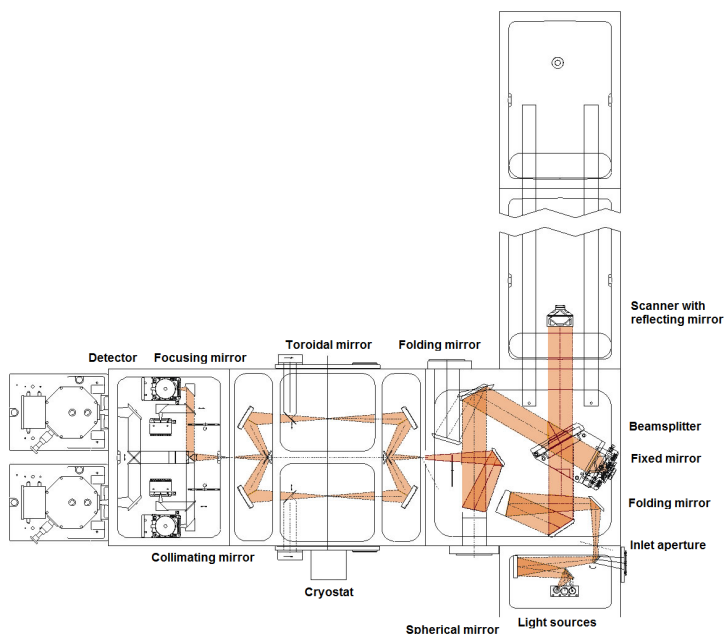 Scanner with
reflecting mirror
Detector
Focusing mirror
Toroidal mirror
Folding mirror
Beamsplitter
Fixed mirror
Folding mirror
Inlet aperture
Collimating mirror
Cryostat
Spherical mirror
Light sources